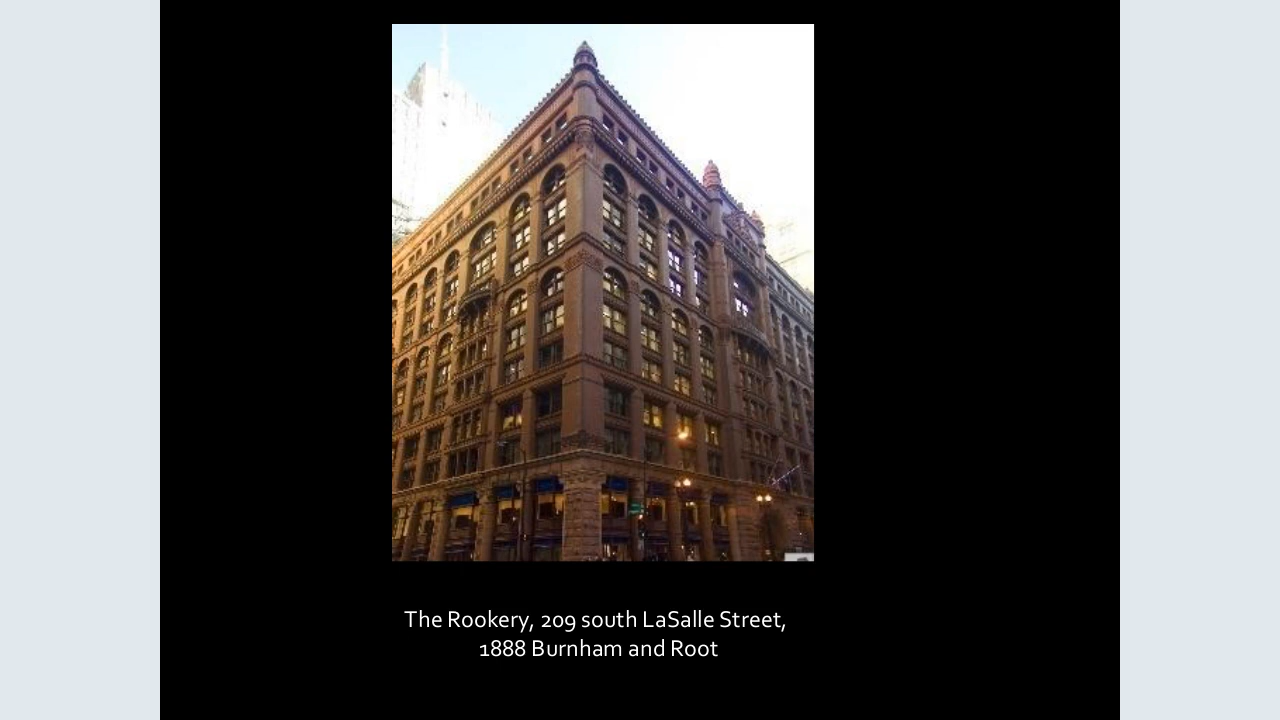 The Rookery, 209 south LaSalle Street,
1888 Burnham and Root